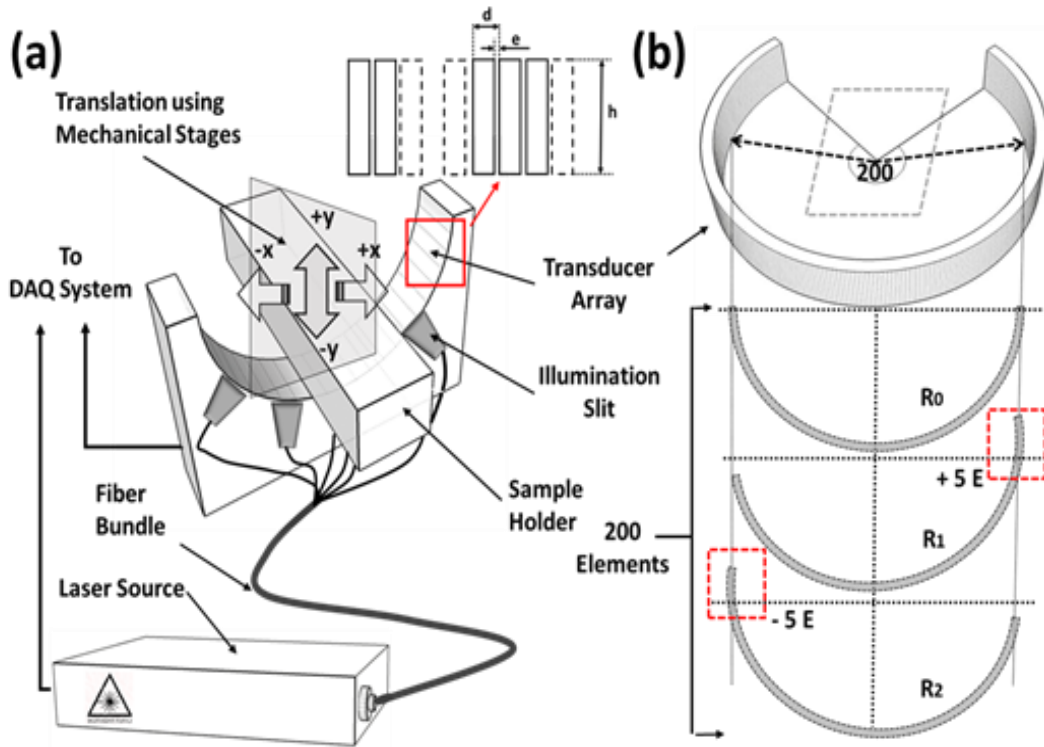 (a)
Translation using
Mechanical Stages
d
e
h
+y
-x
+x
-y
To
DAQ System
Transducer
Array
Illumination
Slit
Sample
Holder
Fiber
Bundle
Laser Source
(b)
200
R0
+ 5 E
R1
200
Elements
- 5 E
R2